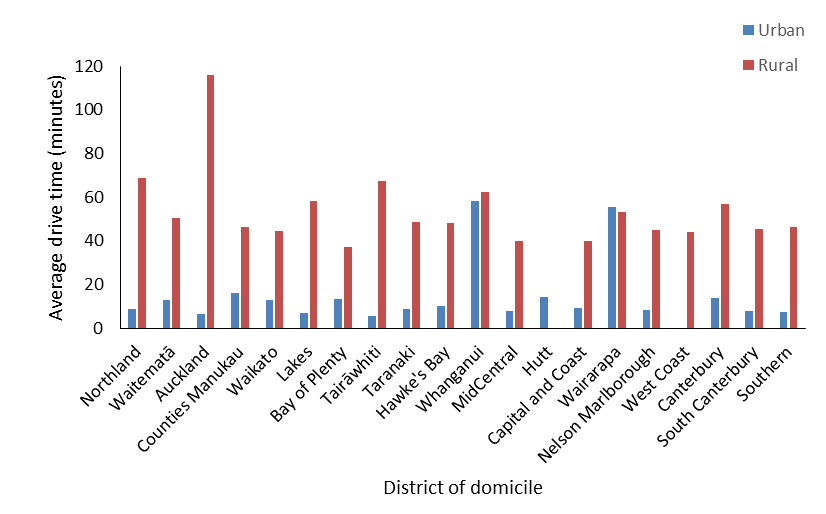 Urban
Rural
Average drive time (minutes)
120
100
80
60
40
20
0
Northland
Waitematā
Auckland
Counties Manukau
Waikato
Lakes
Bay of Plenty
Tairāwhiti
Taranaki
Hawke's Bay
Whanganui
MidCentral
Hutt
Capital and Coast
Wairarapa
Nelson Marlborough
West Coast
Canterbury
South Canterbury
Southern
District of domicile